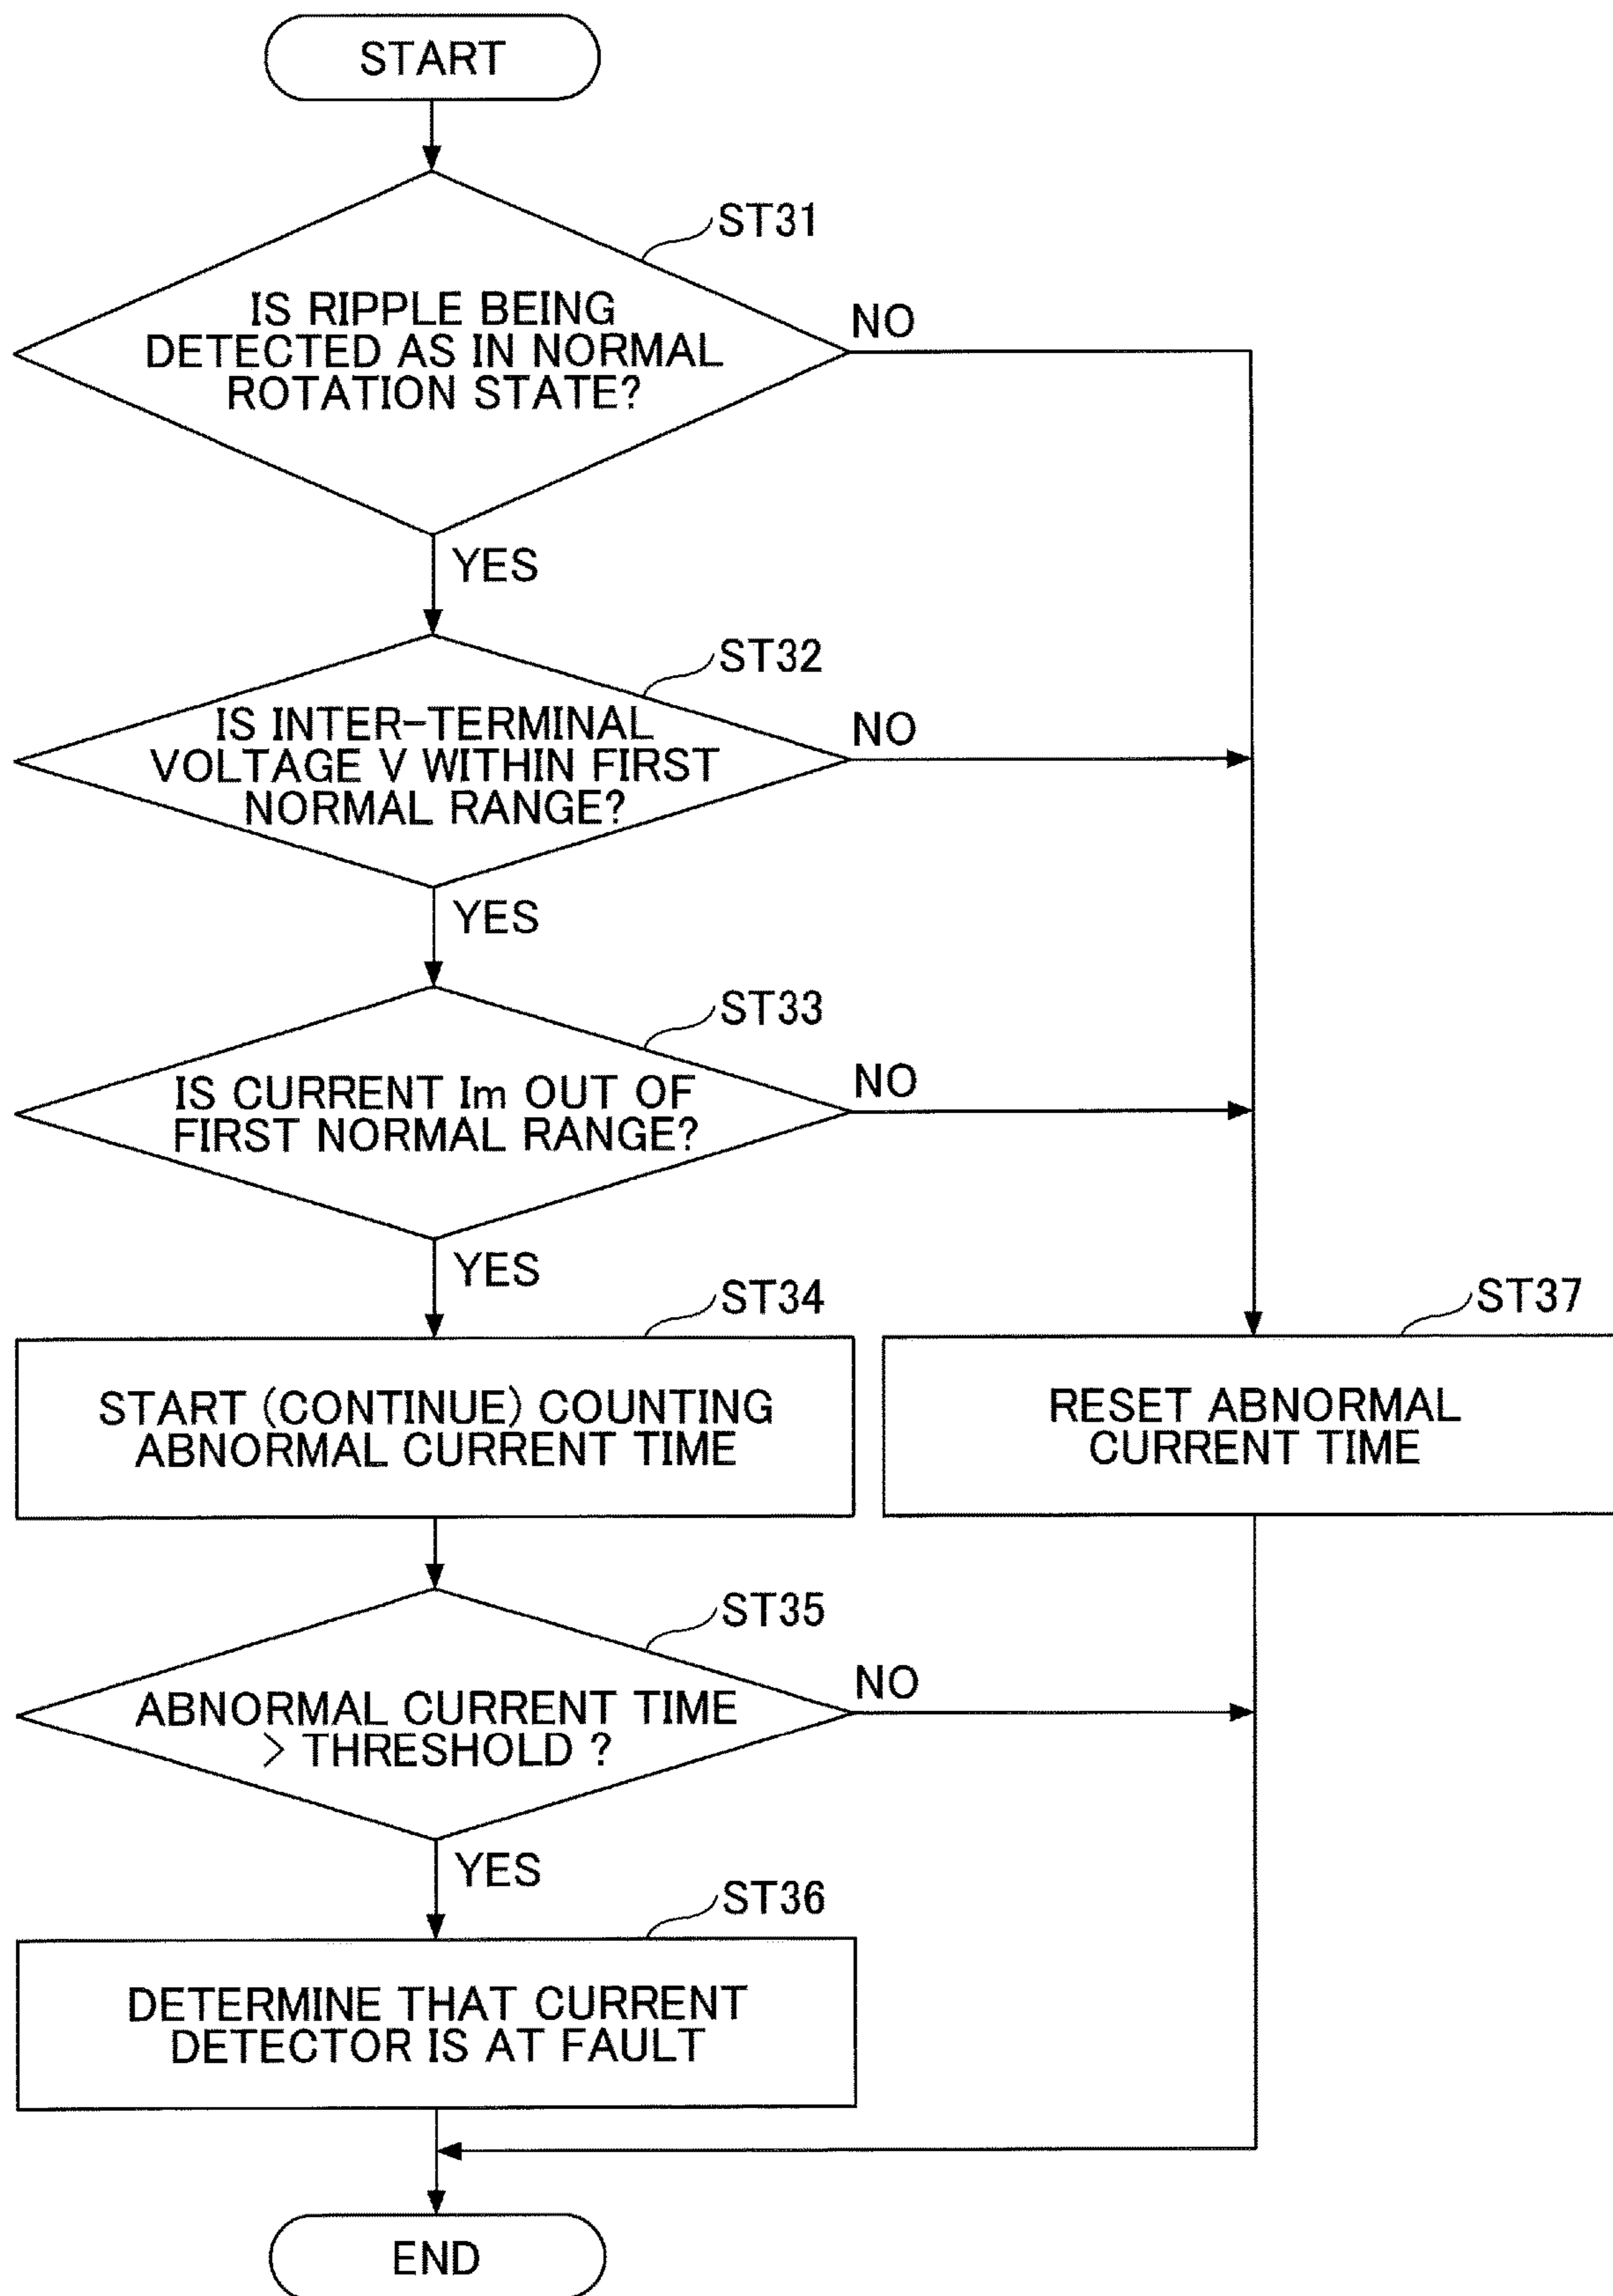 START
ST31
IS RIPPLE BEING
DETECTED AS IN NORMAL
ROTATION STATE?
NO
YES
ST32
IS INTER-TERMINAL
VOLTAGE V WITHIN FIRST
NORMAL RANGE?
NO
YES
ST33
IS CURRENT Im OUT OF
FIRST NORMAL RANGE?
NO
YES
ST34
START (CONTINUE) COUNTING
ABNORMAL CURRENT TIME
ST37
RESET ABNORMAL
CURRENT TIME
ST35
ABNORMAL CURRENT TIME
> THRESHOLD ?
NO
YES
ST36
DETERMINE THAT CURRENT
DETECTOR IS AT FAULT
END